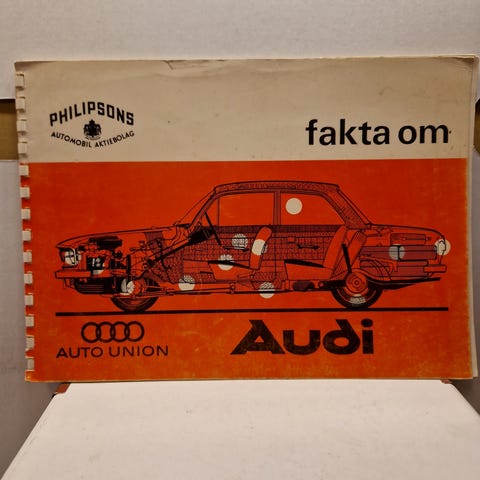 PHILIPSONS
AUTOMOBIL AKTIEBOLAG
fakta om
AUTO UNION
Audi